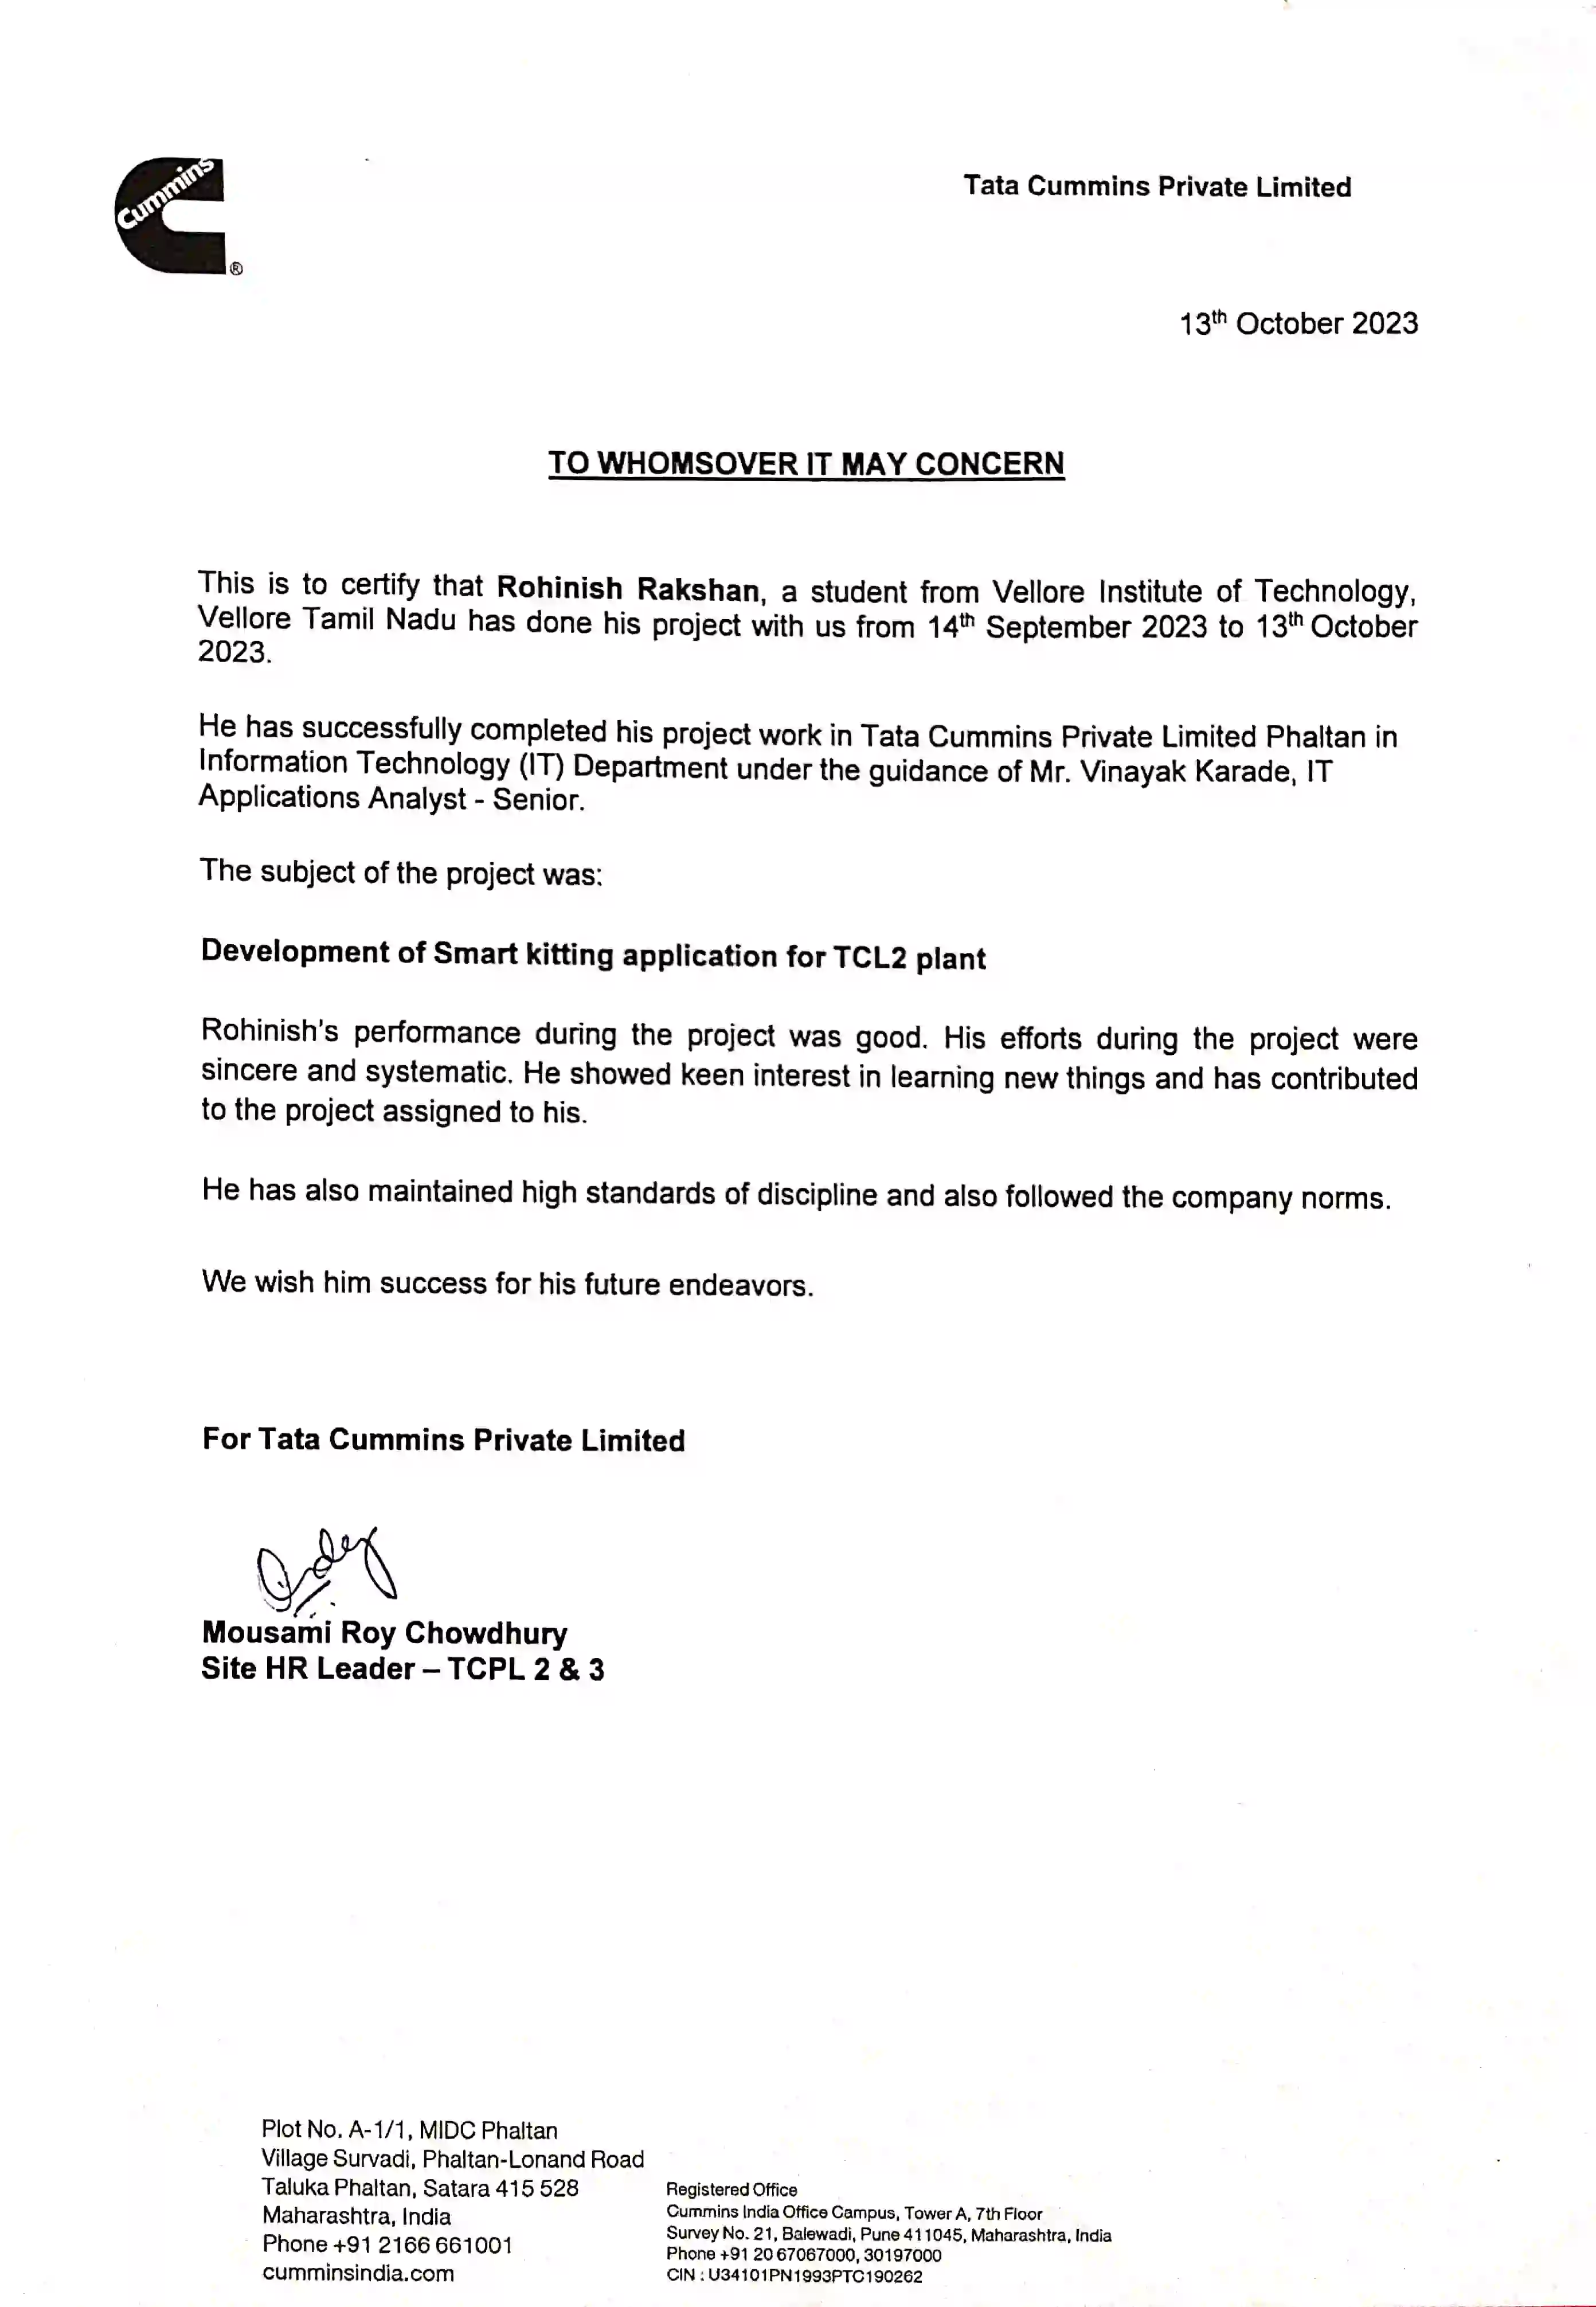 Cummins
®
Tata Cummins Private Limited
13th October 2023
TO WHOMSOVER IT MAY CONCERN
This is to certify that Rohinish Rakshan, a student from Vellore Institute of Technology,
Vellore Tamil Nadu has done his project with us from 14th September 2023 to 13th October
2023.
He has successfully completed his project work in Tata Cummins Private Limited Phaltan in
Information Technology (IT) Department under the guidance of Mr. Vinayak Karade, IT
Applications Analyst - Senior.
The subject of the project was:
Development of Smart kitting application for TCL2 plant
Rohinish's performance during the project was good. His efforts during the project were
sincere and systematic. He showed keen interest in learning new things and has contributed
to the project assigned to his.
He has also maintained high standards of discipline and also followed the company norms.
We wish him success for his future endeavors.
For Tata Cummins Private Limited
Mousami Roy Chowdhury
Site HR Leader – TCPL 2 & 3
Plot No. A-1/1, MIDC Phaltan
Village Survadi, Phaltan-Lonand Road
Taluka Phaltan, Satara 415 528
Maharashtra, India
Phone +91 2166 661001
cumminsindia.com
Registered Office
Cummins India Office Campus, Tower A, 7th Floor
Survey No. 21, Balewadi, Pune 411045, Maharashtra, India
Phone +91 20 67067000, 30197000
CIN : U34101PN1993PTC190262